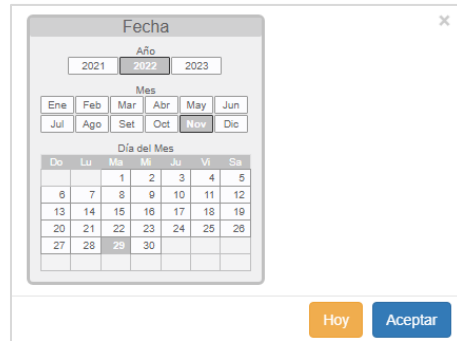 Fecha
×
Año
2021 2022 2023
Mes
Ene Feb Mar Abr May Jun
Jul Ago Set Oct Nov Dic
Día del Mes
Do Lu Ma Mi Ju Vi Sa
1 2 3 4 5
6 7 8 9 10 11 12
13 14 15 16 17 18 19
20 21 22 23 24 25 26
27 28 29 30
Hoy Aceptar